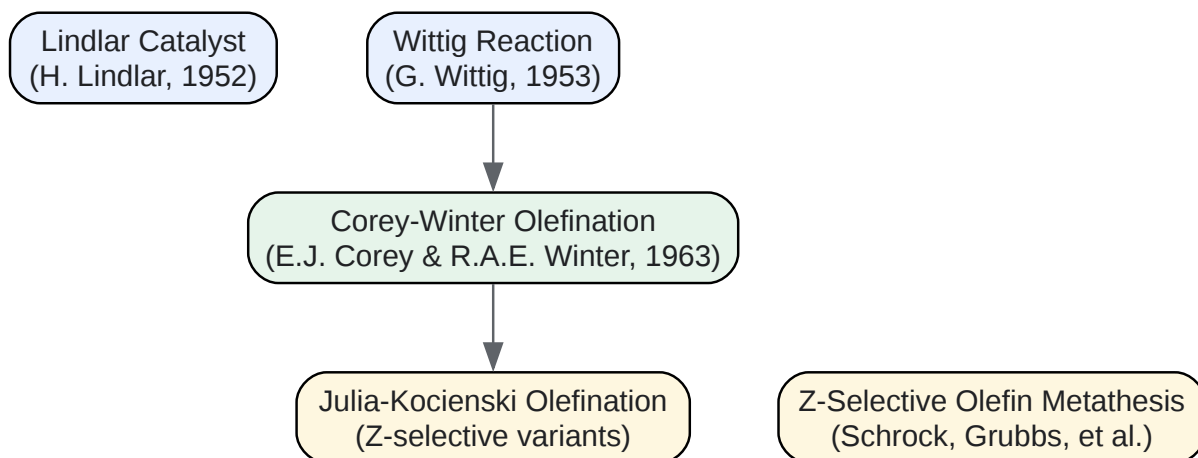 Lindlar Catalyst
(H. Lindlar, 1952)
Wittig Reaction
(G. Wittig, 1953)
Corey-Winter Olefination
(E.J. Corey & R.A.E. Winter, 1963)
Julia-Kocienski Olefination
(Z-selective variants)
Z-Selective Olefin Metathesis
(Schrock, Grubbs, et al.)